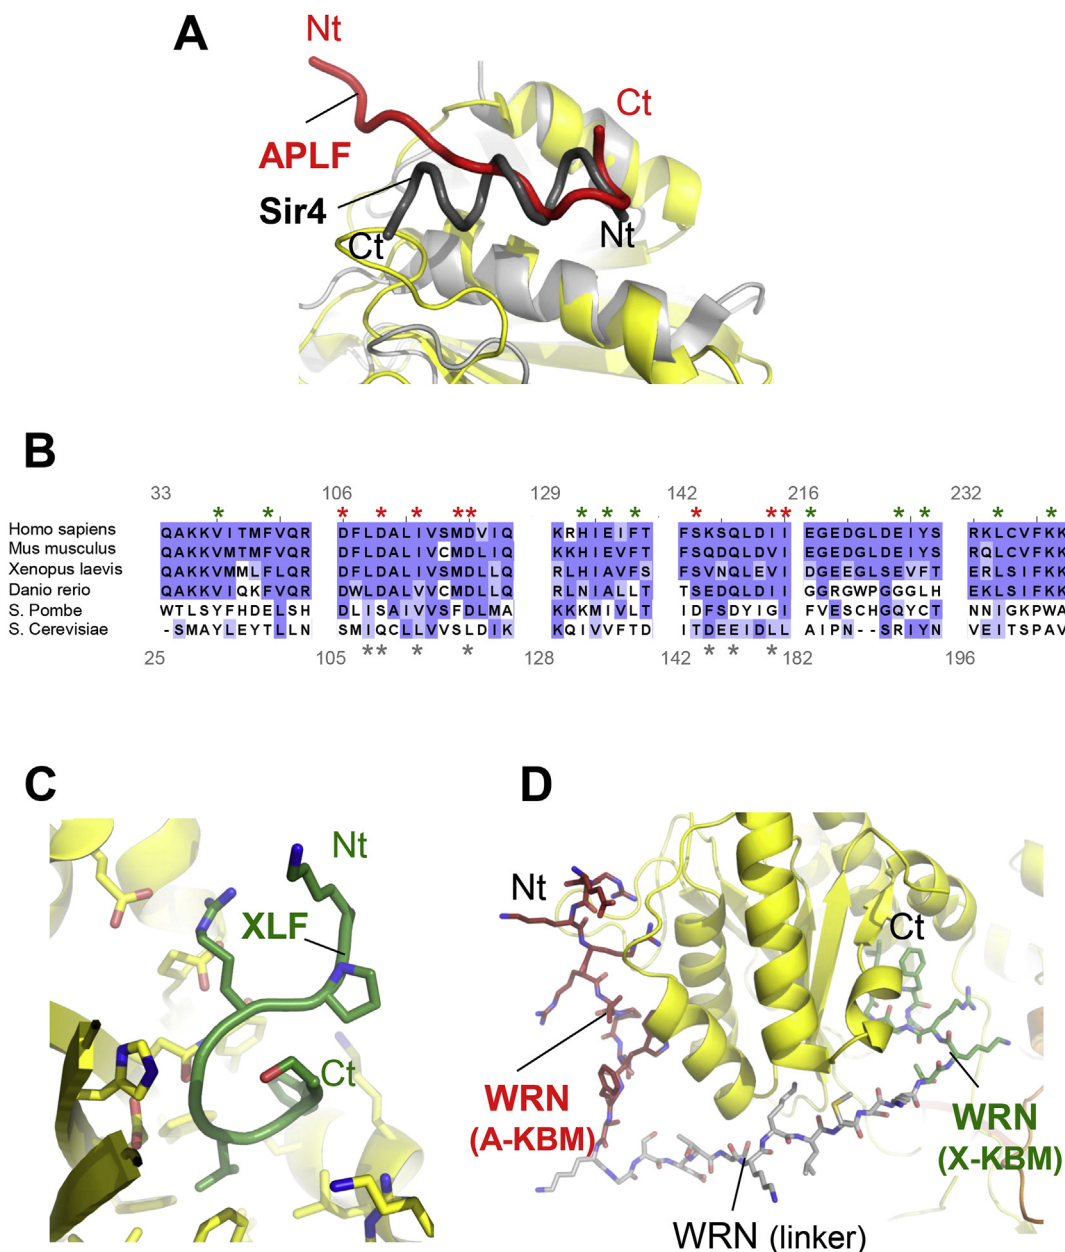 A
Nt
Ct
APLF
Sir4
Nt
Ct
B
33 106 129 142 216 232
* * * * * * * * * * * * * * * * *
Homo sapiens QAKKVITMFVQR DFLDALIVSMDVIQ KRHIEIFT FSKSQLDII EGEDGLDEIYS RKLCVFKK
Mus musculus QAKKVMTMFVQR DFLDALIVCMDVIQ KKHIEVFT FSQDQLDVI EGEDGLDEIYS RQLCVFKK
Xenopus laevis QAKKVMMLFLQR DFLDALIVSMDLLQ RLHIAVFS FSVNQLEVI DGEEGLSEVFT ERLSIFKK
Danio rerio QAKKVIQKFVQR DWLDALVVCMDLIQ RLNIALLT TSEDQLDVI GGRGWPGGGLH EKLSIFKK
S. Pombe WTLSYFHDELSH DLISAIVVSFDLMA KKKMIVLT IDFSDYIGI FVESCHGQYCT NNIGKPWA
S. Cerevisiae -SMAYLEYTLLN SMIQCLLVVSLDIK KQIVVFTD ITDEEIDLL AIPN--SRIYN VEITSPAV
* * * * * * *
25 105 128 142 182 196
C
Nt
XLF
Ct
D
Nt
Ct
WRN
(A-KBM)
WRN
(X-KBM)
WRN (linker)